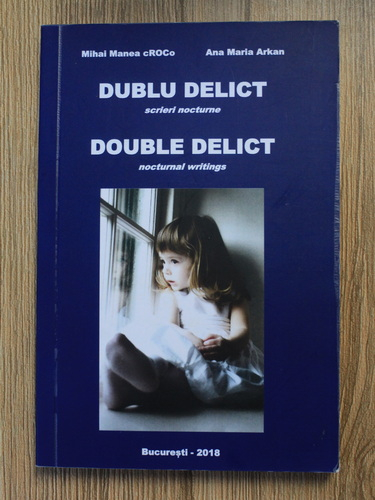 Mihai Manea cROCo Ana Maria Arkan
DUBLU DELICT
scrieri nocturne
DOUBLE DELICT
nocturnal writings
București - 2018